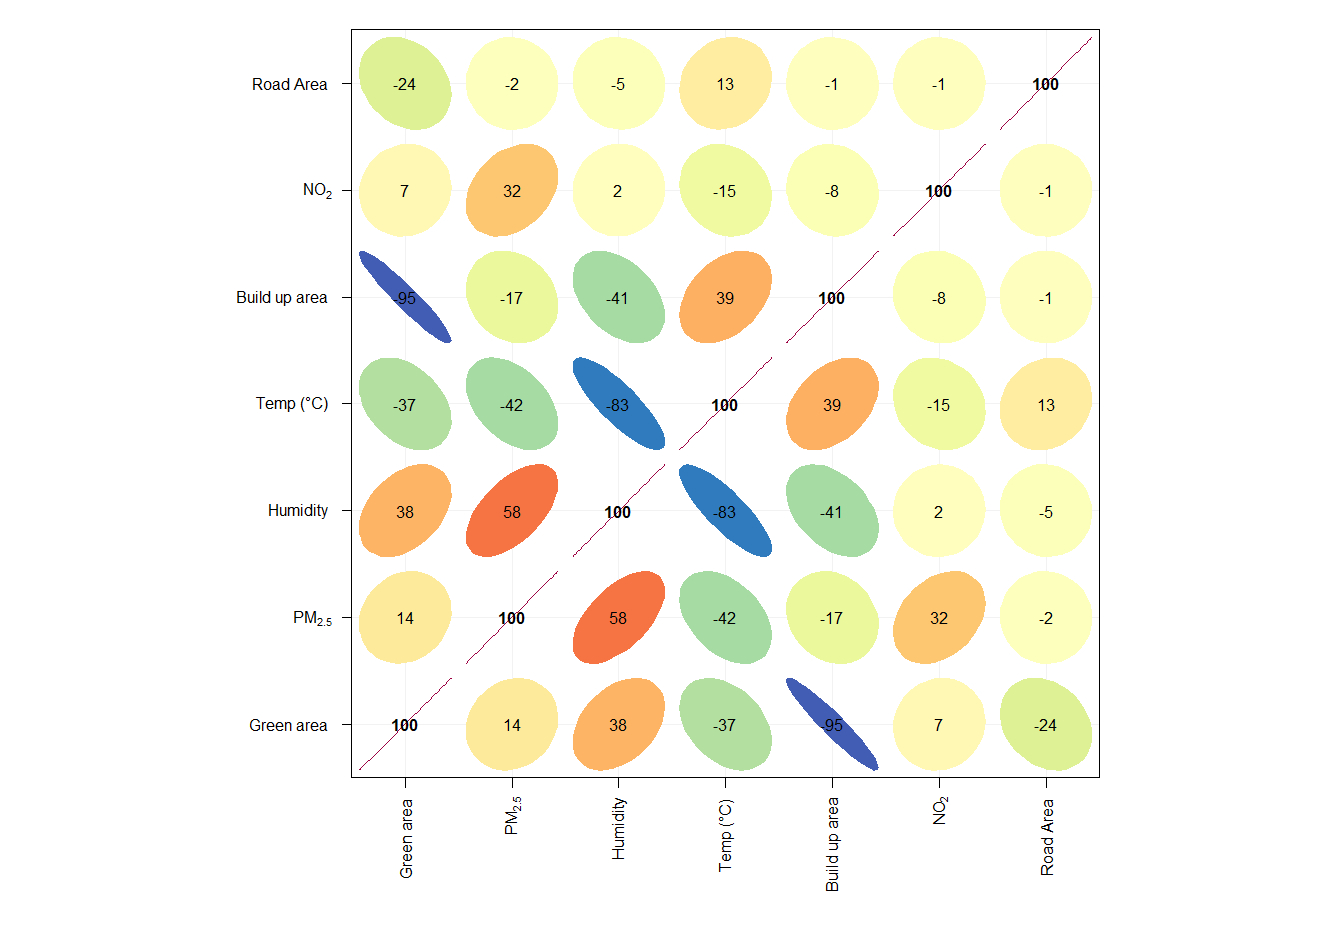 Road Area -24 -2 -5 13 -1 -1 100
NO₂ 7 32 2 -15 -8 100 -1
Build up area -95 -17 -41 39 100 -8 -1
Temp (°C) -37 -42 -83 100 39 -15 13
Humidity 38 58 100 -83 -41 2 -5
PM₂.₅ 14 100 58 -42 -17 32 -2
Green area 100 14 38 -37 -95 7 -24
Green area
PM₂.₅
Humidity
Temp (°C)
Build up area
NO₂
Road Area